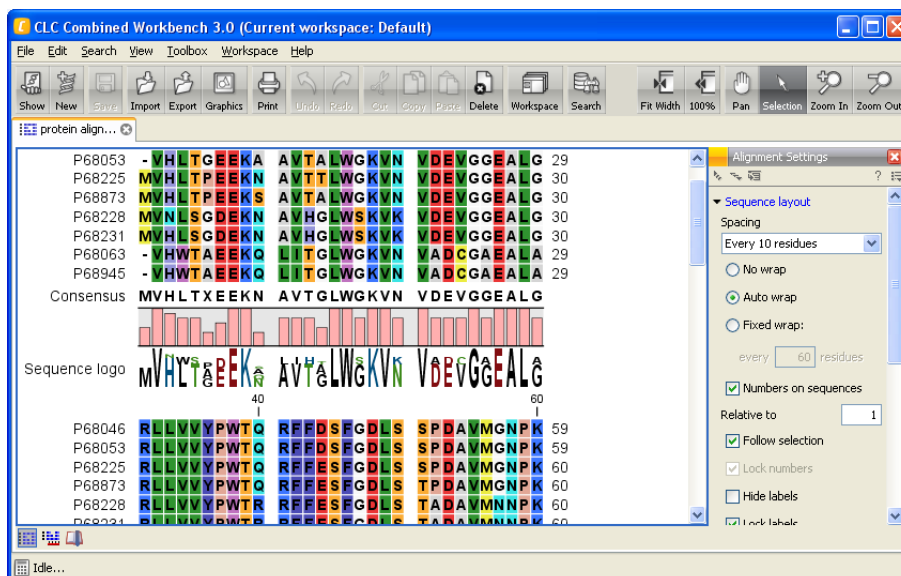 CLC Combined Workbench 3.0 (Current workspace: Default)
File Edit Search View Toolbox Workspace Help
Show New Save Import Export Graphics Print Undo Redo Cut Copy Paste Delete Workspace Search Fit Width 100% Pan Selection Zoom In Zoom Out
protein align...
P68053 -VHLTGEEKA AVTALWGKVN VDEVGGEALG 29
P68225 MVHLTPEEKN AVTTLWGKVN VDEVGGEALG 30
P68873 MVHLTPEEKS AVTALWGKVN VDEVGGEALG 30
P68228 MVNLSGDEKN AVHGLWSKVK VDEVGGEALG 30
P68231 MVHLSGDEKN AVHGLWSKVK VDEVGGEALG 30
P68063 -VHWTAEEKQ LITGLWGKVN VADCGAEALA 29
P68945 -VHWTAEEKQ LITGLWGKVN VADCGAEALA 29
Consensus MVHLTXEEKN AVTGLWGKVN VDEVGGEALG
Sequence logo
40 60
P68046 RLLVVYPWTQ RFFDSFGDLS SPDAVMGNPK 59
P68053 RLLVVYPWTQ RFFDSFGDLS SPDAVMGNPK 59
P68225 RLLVVYPWTQ RFFESFGDLS SPDAVMGNPK 60
P68873 RLLVVYPWTQ RFFESFGDLS TPDAVMGNPK 60
P68228 RLLVVYPWTR RFFESFGDLS TADAVMNNPK 60
P68231 RLLVVYPWTR RFFESFGDLS TADAVMNNPK 60
Alignment Settings
?
Sequence layout
Spacing
Every 10 residues
No wrap
Auto wrap
Fixed wrap:
every 60 residues
Numbers on sequences
Relative to 1
Follow selection
Lock numbers
Hide labels
Lock labels
Idle...